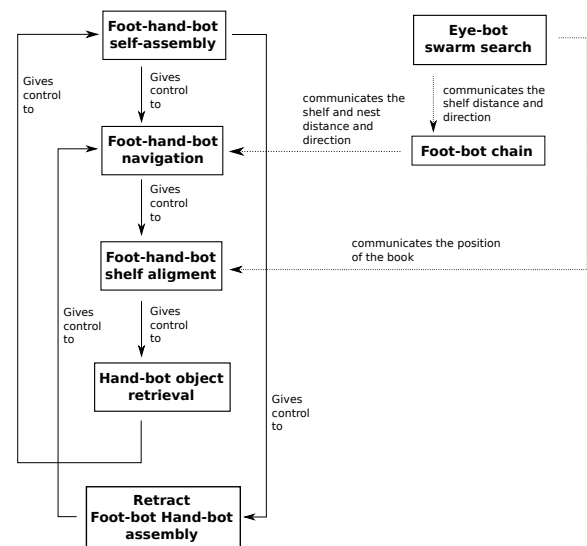 Foot-hand-bot
self-assembly
Eye-bot
swarm search
Gives
control
to
Gives
control
to
communicates the
shelf and nest
distance and
direction
communicates the
shelf distance and
direction
Foot-hand-bot
navigation
Foot-bot chain
Gives
control
to
communicates the position
of the book
Foot-hand-bot
shelf aligment
Gives
control
to
Gives
control
to
Hand-bot object
retrieval
Gives
control
to
Retract
Foot-bot Hand-bot
assembly